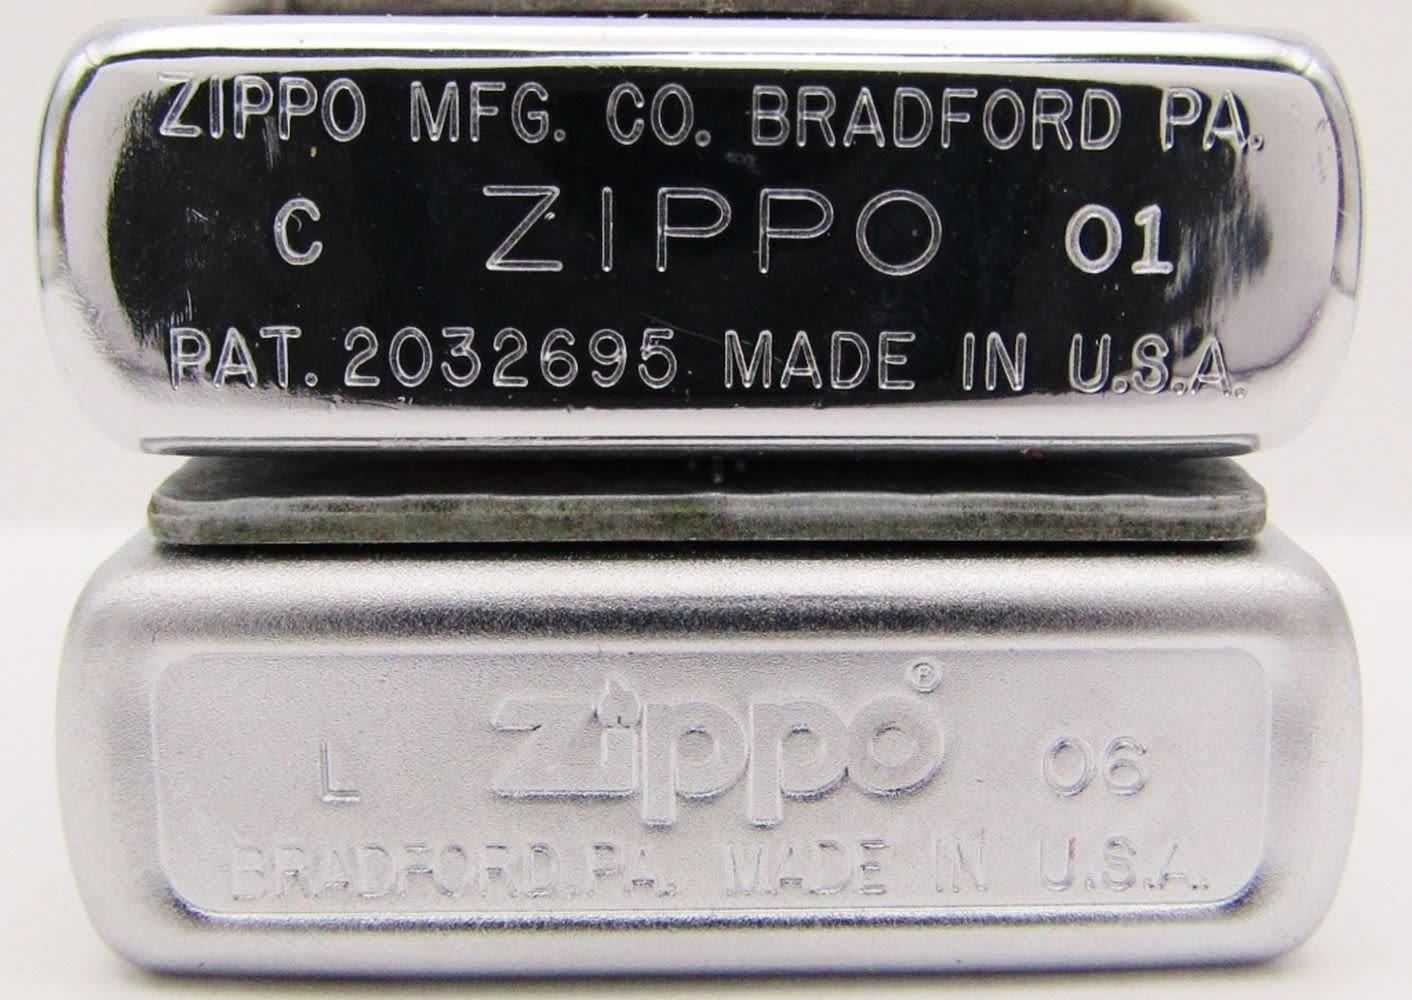 ZIPPO MFG. CO. BRADFORD PA.
C ZIPPO 01
PAT. 2032695 MADE IN U.S.A.
L zippo® 06
BRADFORD, PA. MADE IN U.S.A.